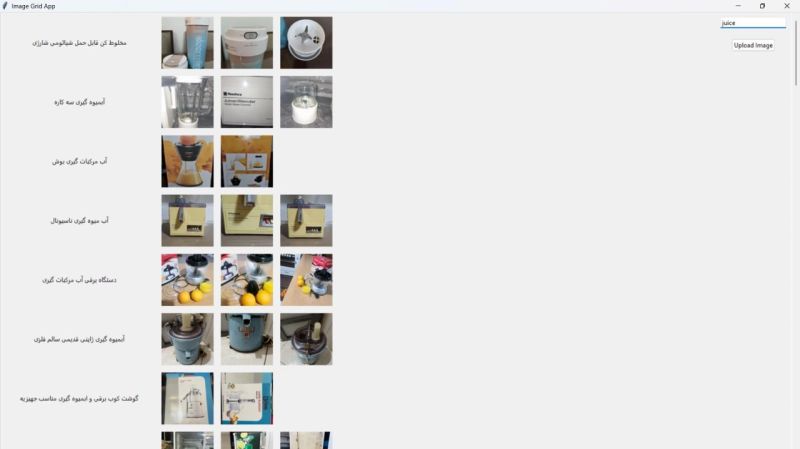 Image Grid App
juice
Upload Image
مخلوط کن قابل حمل شیائومی شارژی
آبمیوه گیری سه کاره
آب مرکبات گیری بوش
آب میوه گیری ناسیونال
دستگاه برقی آب مرکبات گیری
آبمیوه گیری ژاپنی قدیمی سالم فلزی
گوشت کوب برقی و ابمیوه گیری مناسب جهیزیه